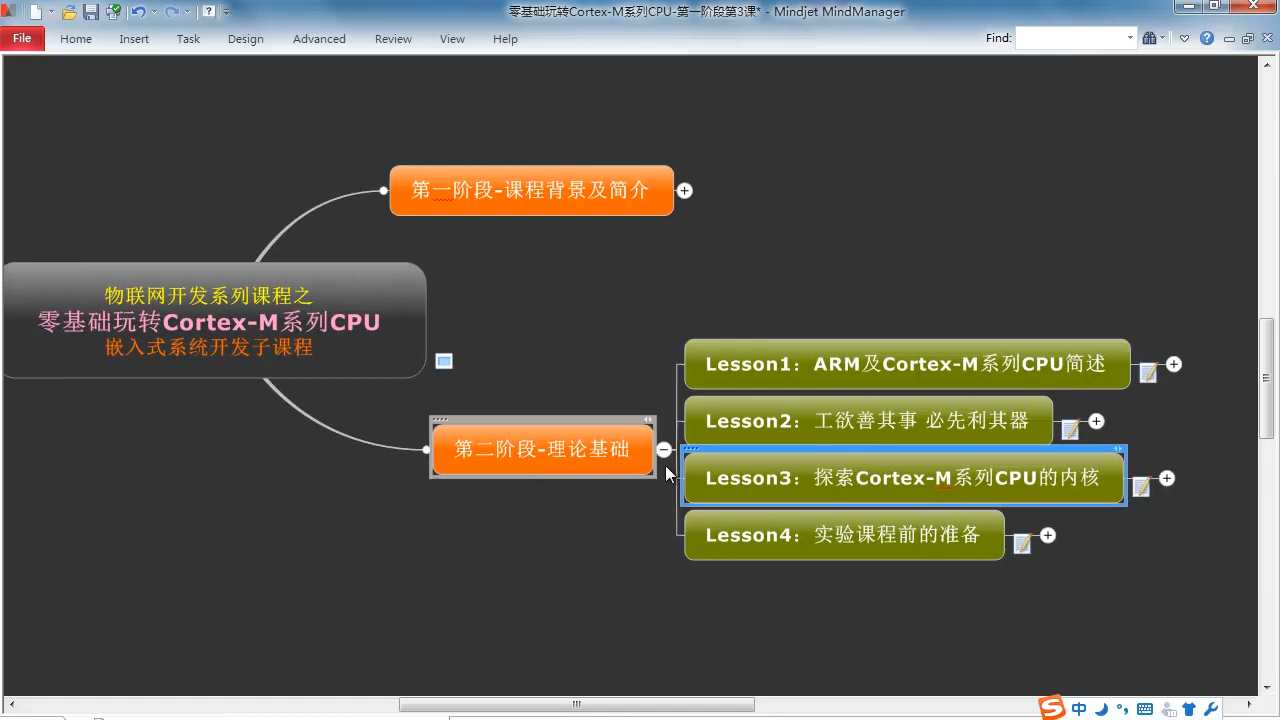 零基础玩转Cortex-M系列CPU-第一阶段第3课* - Mindjet MindManager
File Home Insert Task Design Advanced Review View Help Find:
第一阶段-课程背景及简介
物联网开发系列课程之
零基础玩转Cortex-M系列CPU
嵌入式系统开发子课程
第二阶段-理论基础
Lesson1：ARM及Cortex-M系列CPU简述
Lesson2：工欲善其事 必先利其器
Lesson3：探索Cortex-M系列CPU的内核
Lesson4：实验课程前的准备
中